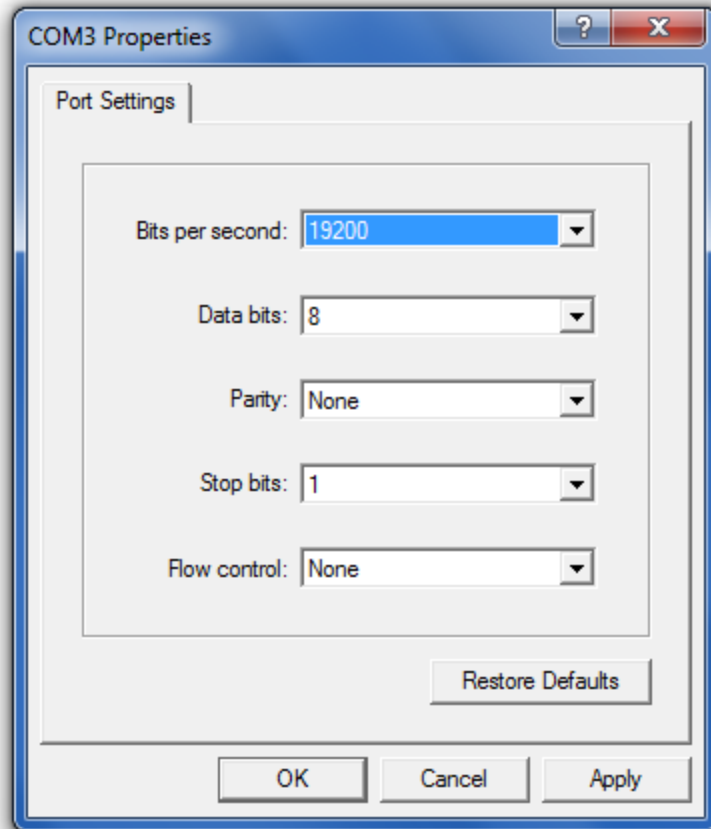 COM3 Properties
Port Settings
Bits per second: 19200
Data bits: 8
Parity: None
Stop bits: 1
Flow control: None
Restore Defaults
OK Cancel Apply